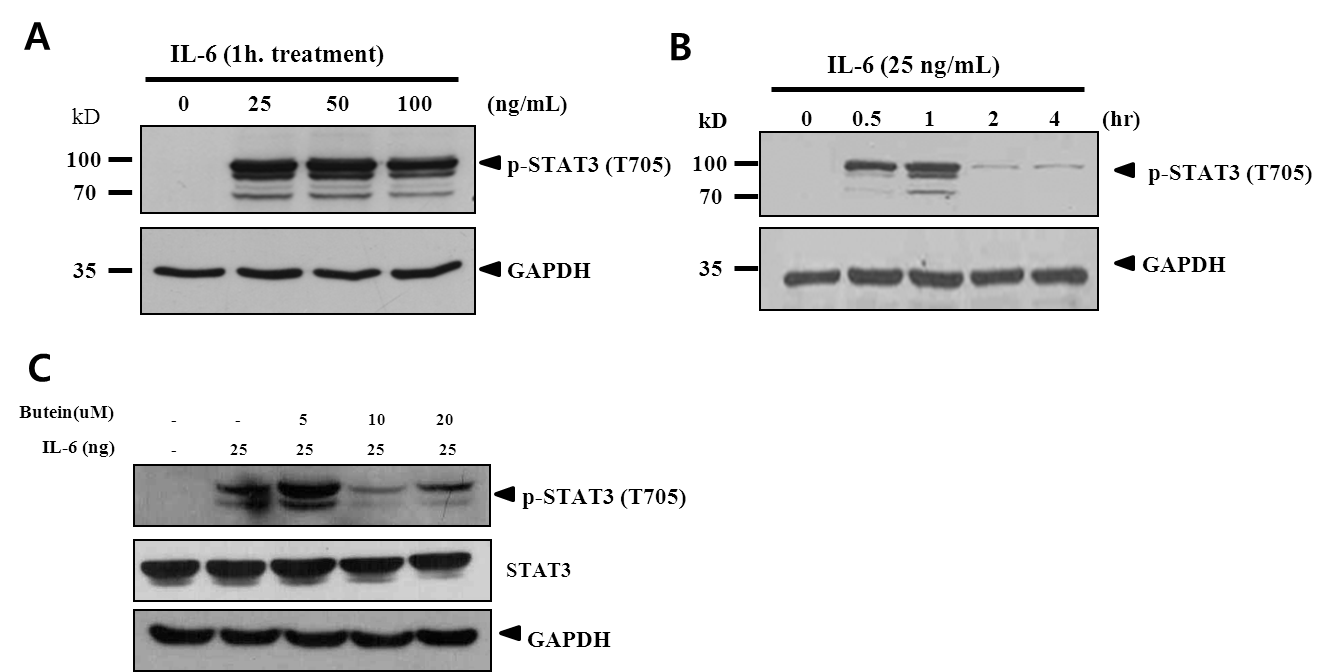 A
IL-6 (1h. treatment)
0 25 50 100 (ng/mL)
kD
100
70
p-STAT3 (T705)
35
GAPDH
B
IL-6 (25 ng/mL)
kD 0 0.5 1 2 4 (hr)
100
70
p-STAT3 (T705)
35
GAPDH
C
Butein(uM) - - 5 10 20
IL-6 (ng) - 25 25 25 25
p-STAT3 (T705)
STAT3
GAPDH